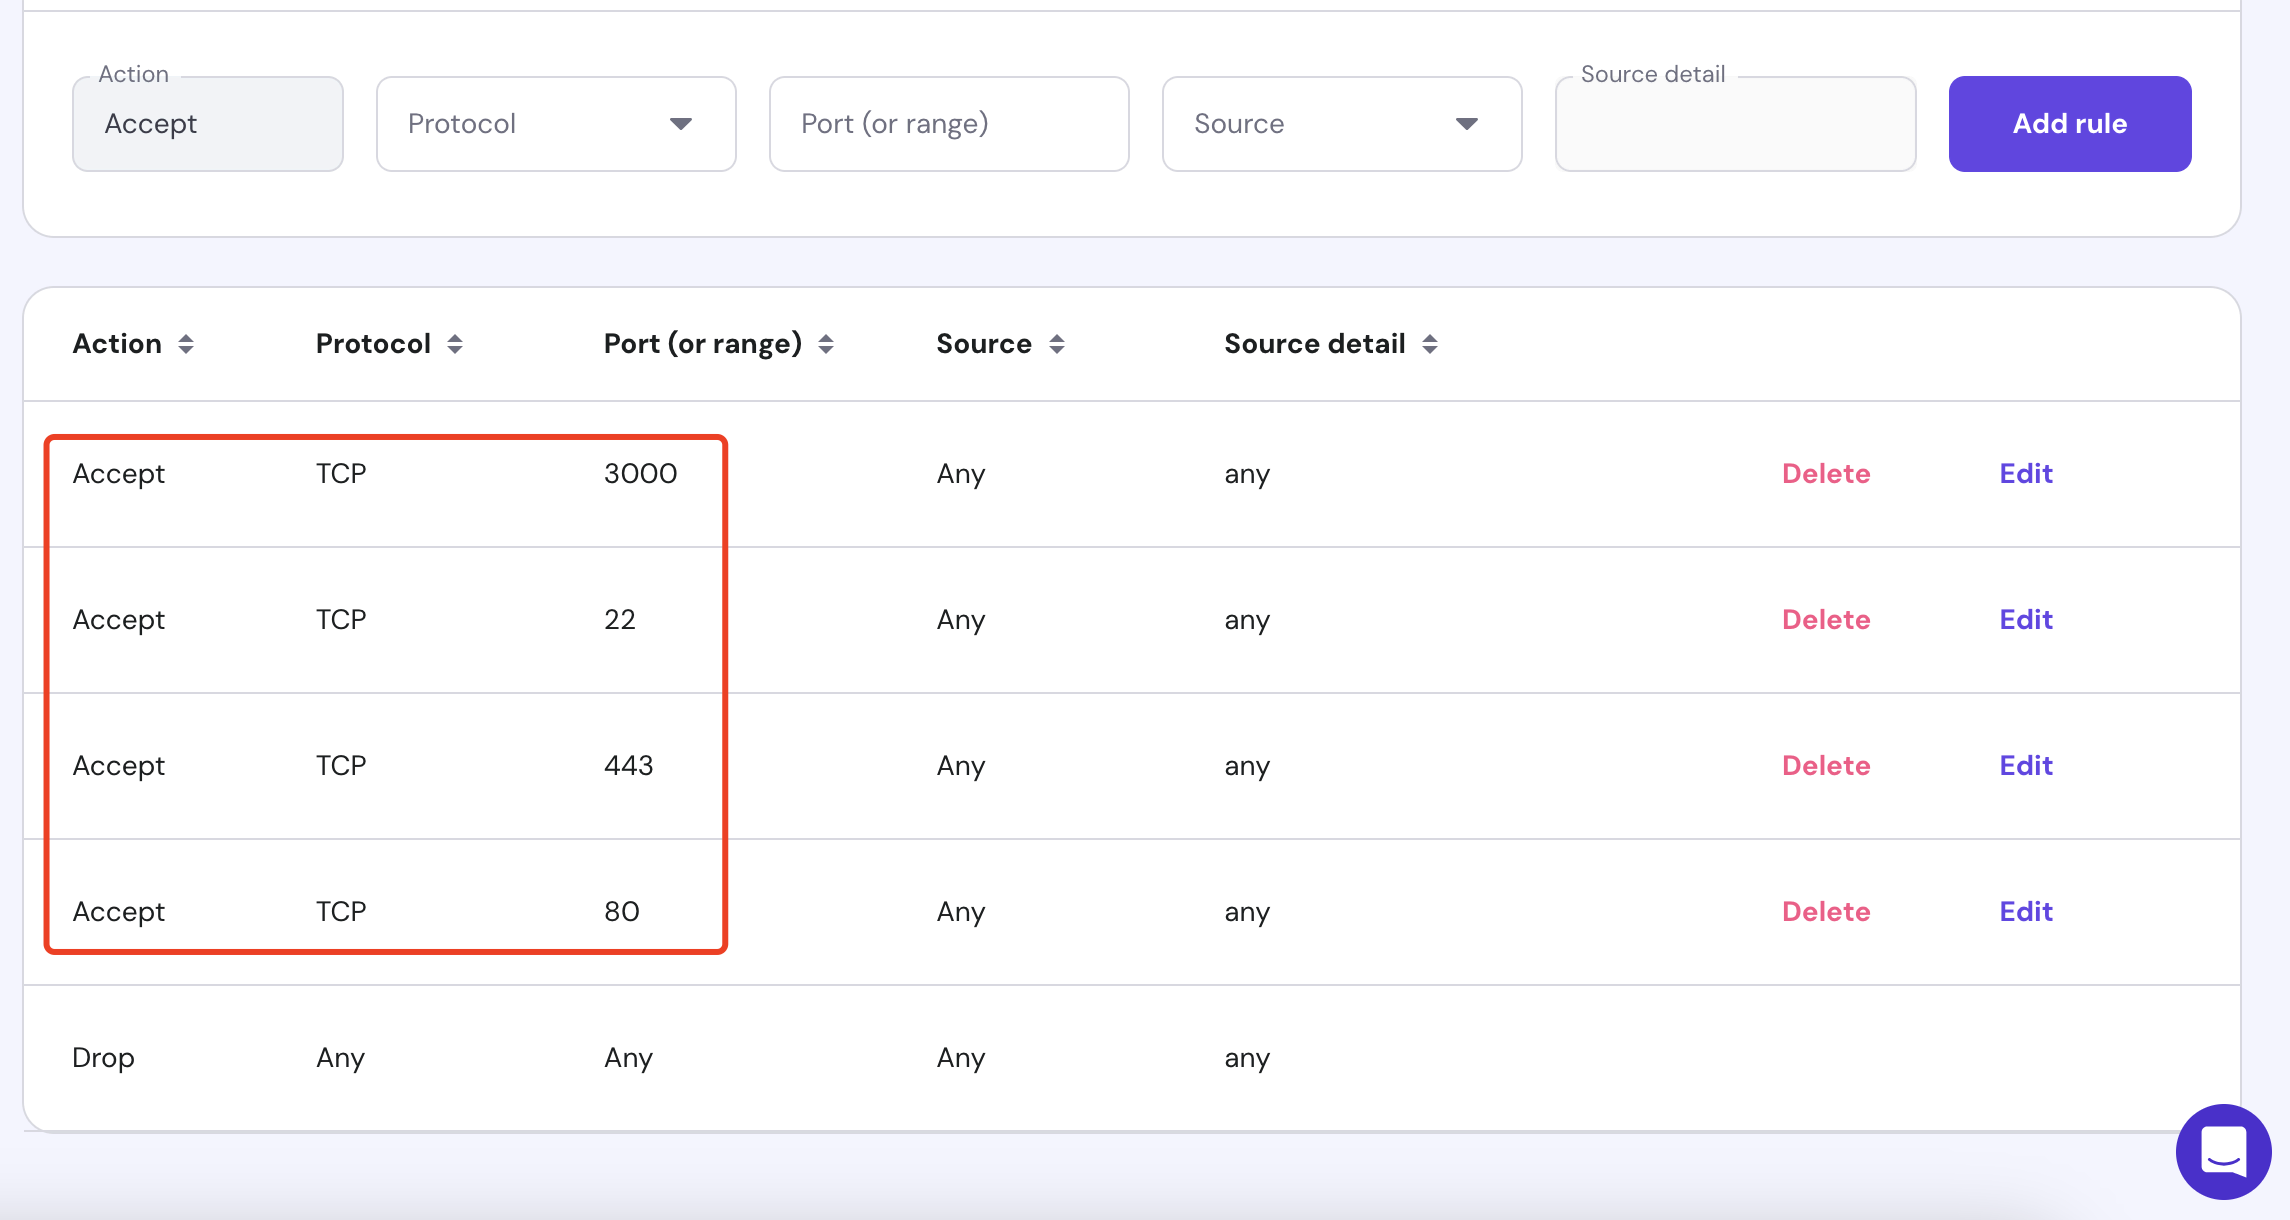 Action
Accept Protocol Port (or range) Source Source detail Add rule
Action Protocol Port (or range) Source Source detail
Accept TCP 3000 Any any Delete Edit
Accept TCP 22 Any any Delete Edit
Accept TCP 443 Any any Delete Edit
Accept TCP 80 Any any Delete Edit
Drop Any Any Any any